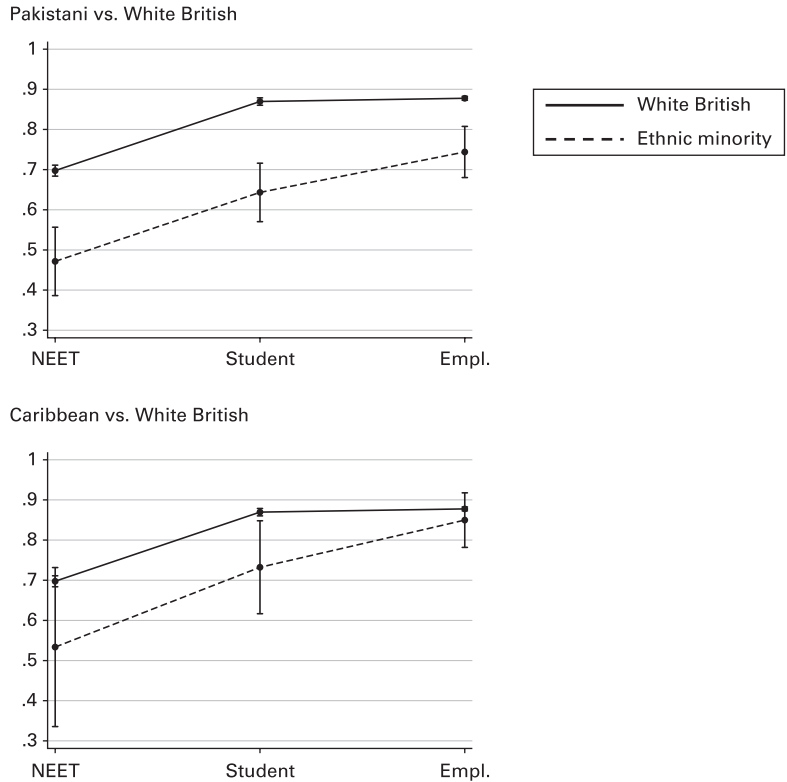 Pakistani vs. White British
1
.9
.8
.7
.6
.5
.4
.3
NEET Student Empl.
White British
Ethnic minority
Caribbean vs. White British
1
.9
.8
.7
.6
.5
.4
.3
NEET Student Empl.